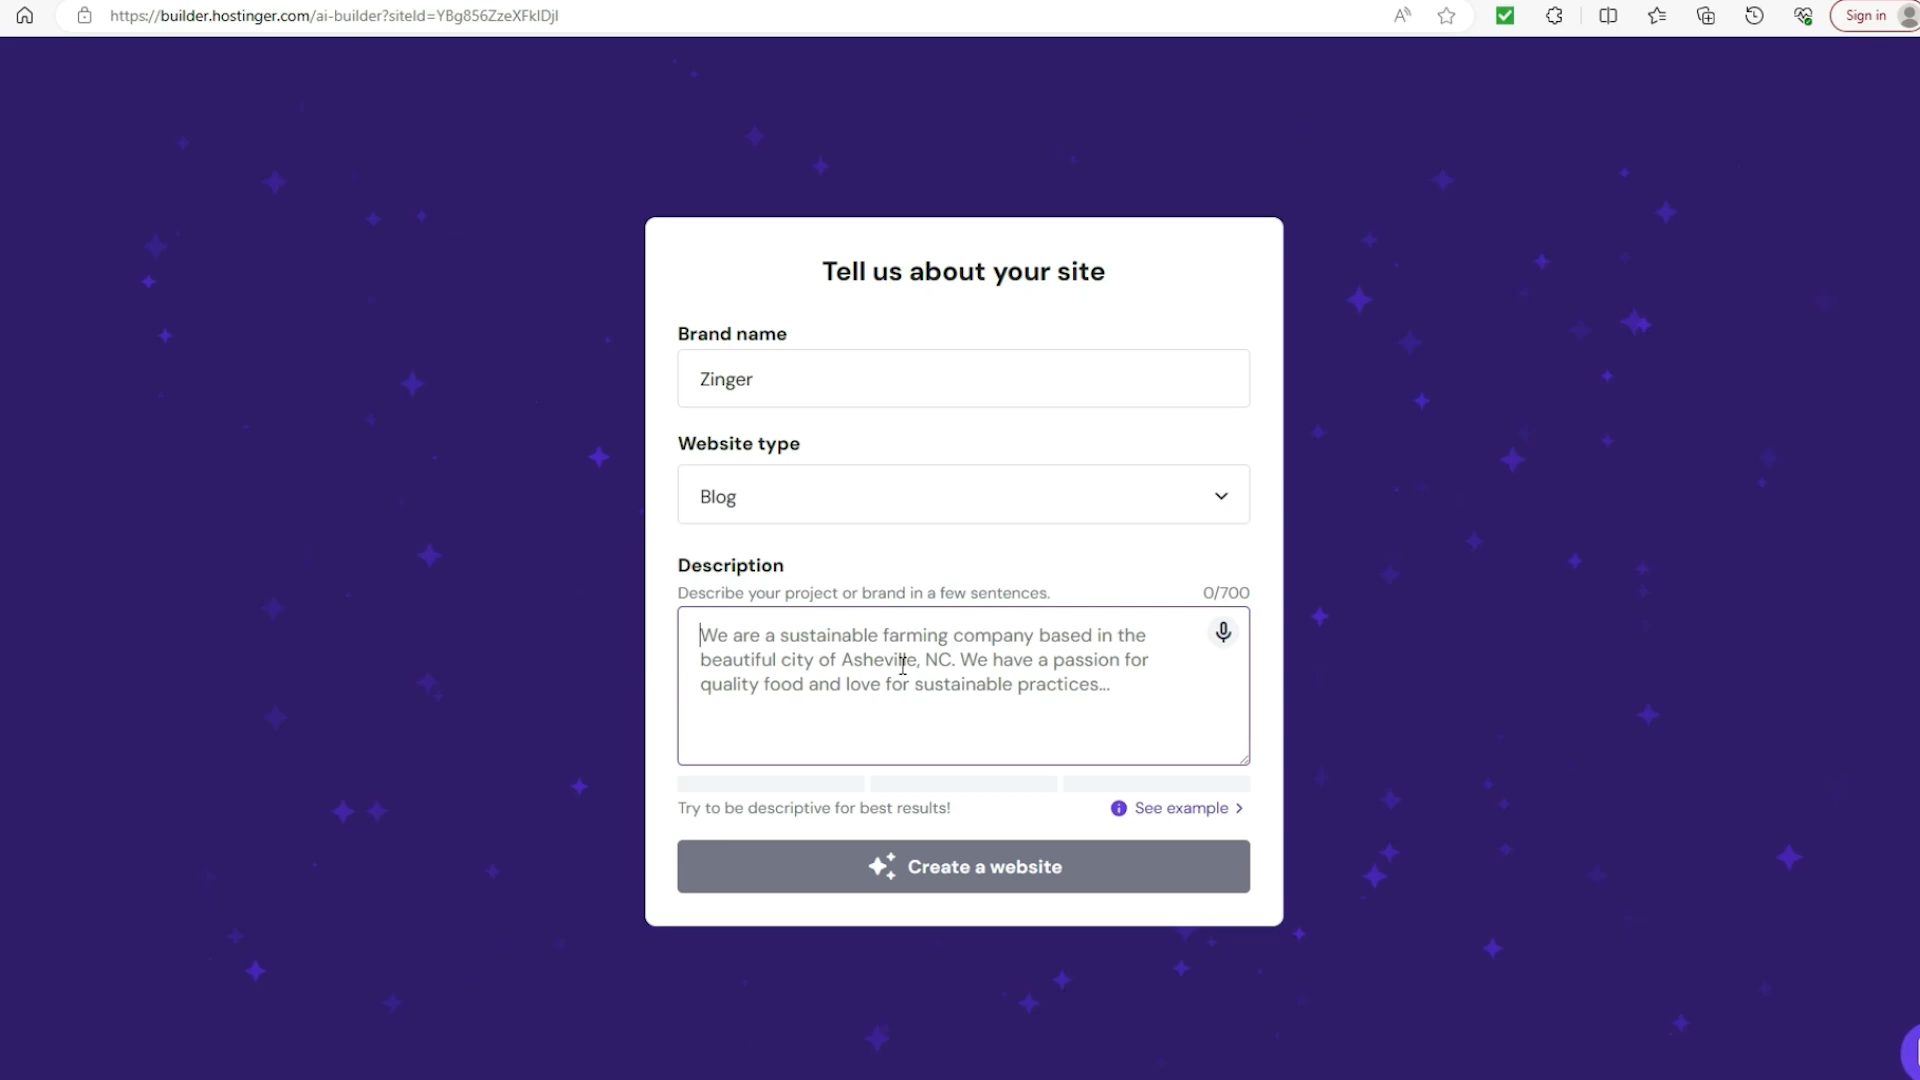 https://builder.hostinger.com/ai-builder?siteId=YBg856ZzeXFkIDjI
Sign in
Tell us about your site
Brand name
Zinger
Website type
Blog
Description
Describe your project or brand in a few sentences.
0/700
We are a sustainable farming company based in the
beautiful city of Asheville, NC. We have a passion for
quality food and love for sustainable practices...
Try to be descriptive for best results!
See example
Create a website